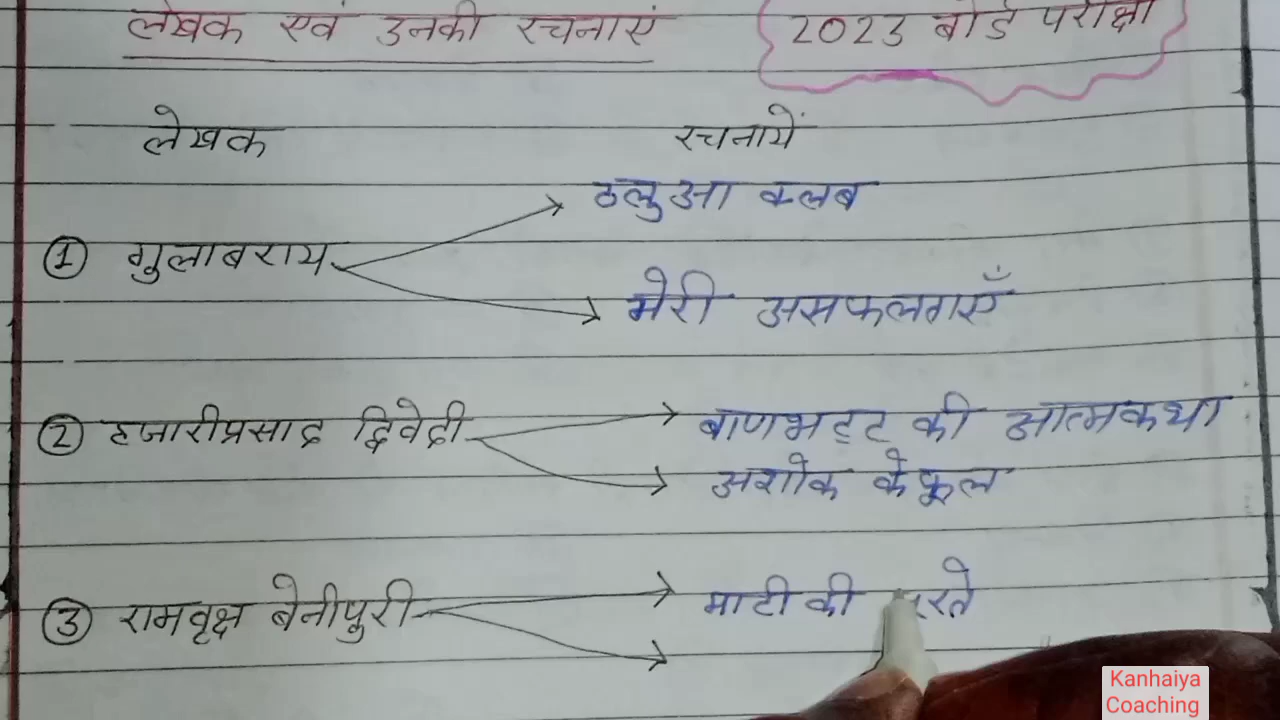 लेखक एवं उनकी रचनाएं
2023 बोर्ड परीक्षा
लेखक रचनायें
ठलुआ कलब
① गुलाबराय
मेरी असफलताएँ
② हजारीप्रसाद द्विवेदी बाणभट्ट की आत्मकथा
अशोक के फूल
③ रामवृक्ष बेनीपुरी माटी की
Kanhaiya
Coaching